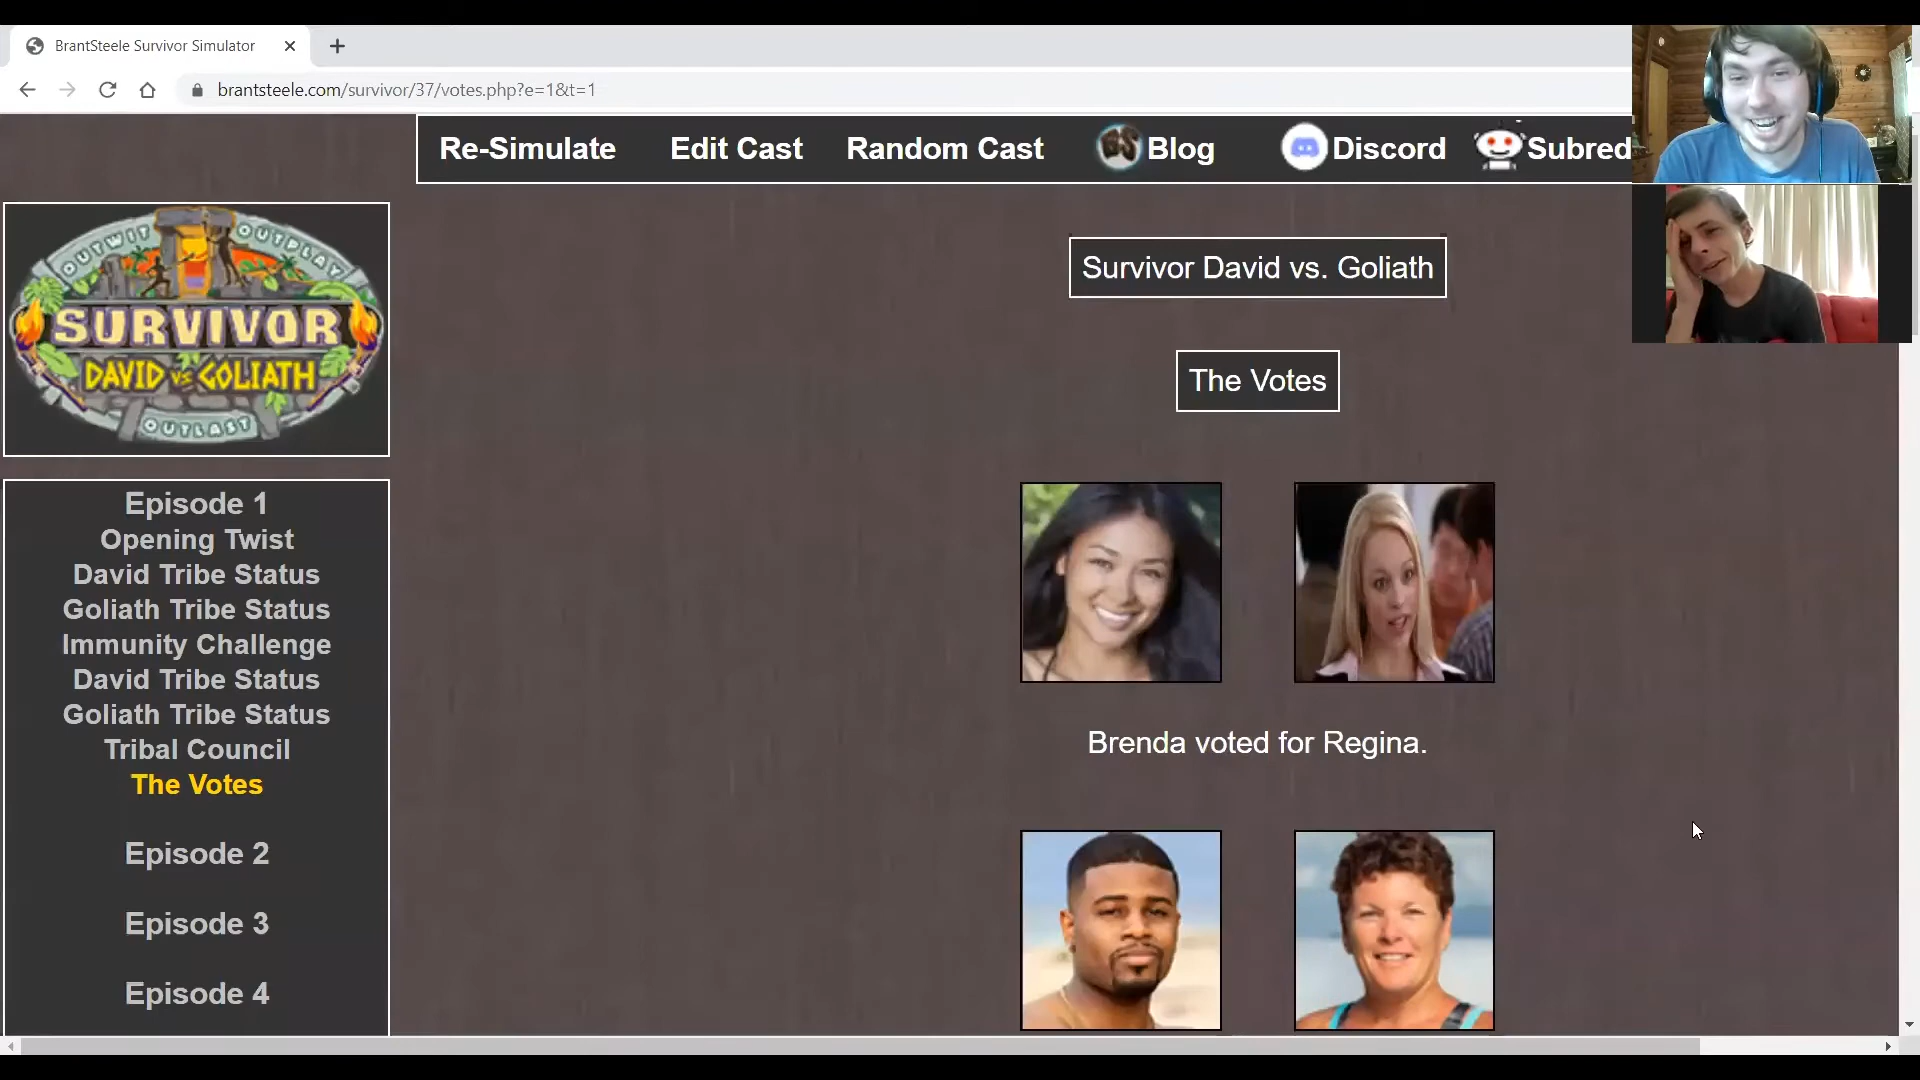 BrantSteele Survivor Simulator
brantsteele.com/survivor/37/votes.php?e=1&t=1
Re-Simulate Edit Cast Random Cast BS Blog Discord Subred
OUTWIT OUTPLAY
SURVIVOR
DAVID VS GOLIATH
OUTLAST
Survivor David vs. Goliath
The Votes
Brenda voted for Regina.
Episode 1
Opening Twist
David Tribe Status
Goliath Tribe Status
Immunity Challenge
David Tribe Status
Goliath Tribe Status
Tribal Council
The Votes
Episode 2
Episode 3
Episode 4